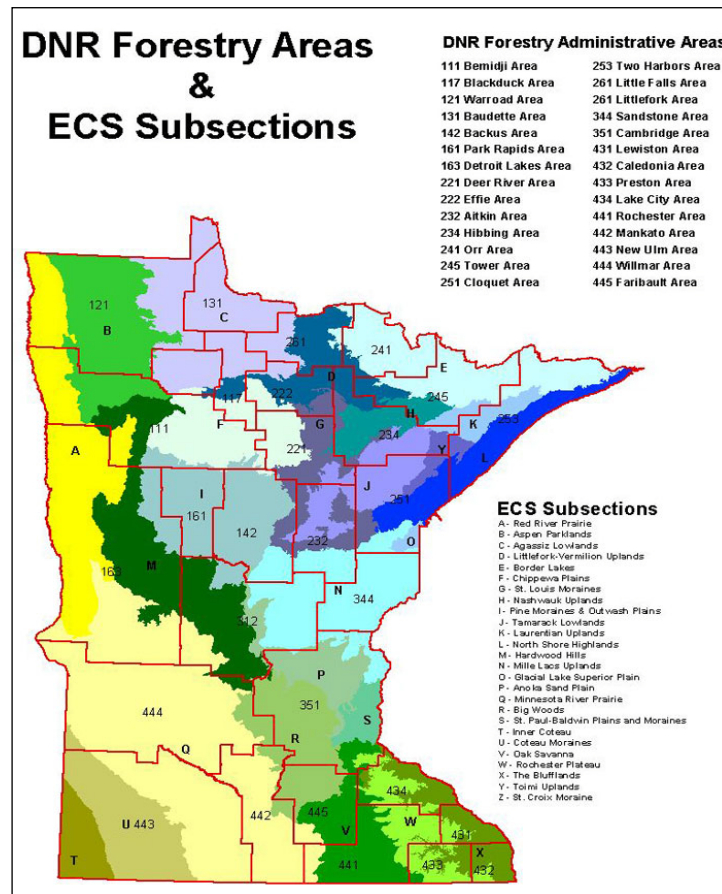 DNR Forestry Areas
&
ECS Subsections
DNR Forestry Administrative Areas
111 Bemidji Area
117 Blackduck Area
121 Warroad Area
131 Baudette Area
142 Backus Area
161 Park Rapids Area
163 Detroit Lakes Area
221 Deer River Area
222 Effie Area
232 Aitkin Area
234 Hibbing Area
241 Orr Area
245 Tower Area
251 Cloquet Area
253 Two Harbors Area
261 Little Falls Area
261 Littlefork Area
344 Sandstone Area
351 Cambridge Area
431 Lewiston Area
432 Caledonia Area
433 Preston Area
434 Lake City Area
441 Rochester Area
442 Mankato Area
443 New Ulm Area
444 Willmar Area
445 Faribault Area
121
B
131
C
261
241
E
D
222
117
245
K
253
H
111
F
G
234
A
221
Y
L
I
J
161
142
251
232
O
163
M
N
344
312
P
351
S
444
R
Q
434
442
445
W
U 443
V
431
T
441
433
X
432
ECS Subsections
A - Red River Prairie
B - Aspen Parklands
C - Agassiz Lowlands
D - Littlefork-Vermilion Uplands
E - Border Lakes
F - Chippewa Plains
G - St. Louis Moraines
H - Nashwauk Uplands
I - Pine Moraines & Outwash Plains
J - Tamarack Lowlands
K - Laurentian Uplands
L - North Shore Highlands
M - Hardwood Hills
N - Mille Lacs Uplands
O - Glacial Lake Superior Plain
P - Anoka Sand Plain
Q - Minnesota River Prairie
R - Big Woods
S - St. Paul-Baldwin Plains and Moraines
T - Inner Coteau
U - Coteau Moraines
V - Oak Savanna
W - Rochester Plateau
X - The Blufflands
Y - Toimi Uplands
Z - St. Croix Moraine